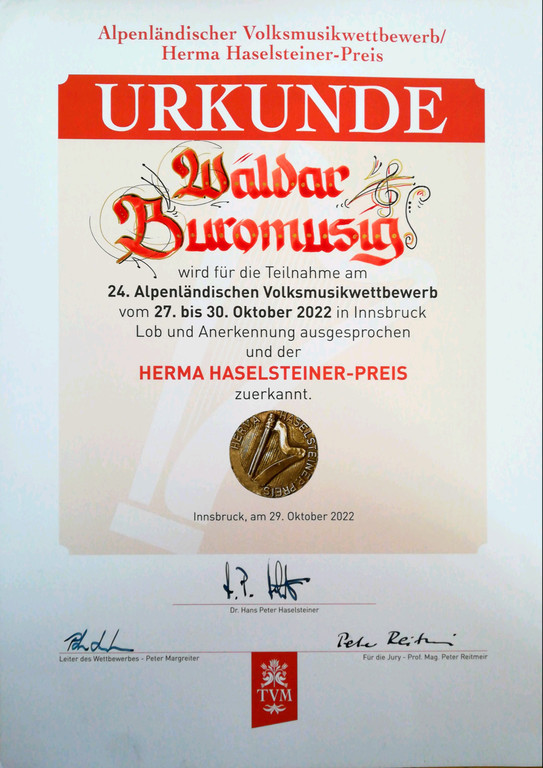 Alpenländischer Volksmusikwettbewerb/
Herma Haselsteiner-Preis
URKUNDE
Wäldar
Buromusig
wird für die Teilnahme am
24. Alpenländischen Volksmusikwettbewerb
vom 27. bis 30. Oktober 2022 in Innsbruck
Lob und Anerkennung ausgesprochen
und der
HERMA HASELSTEINER-PREIS
zuerkannt.
HERMA HASELSTEINER-PREIS
Innsbruck, am 29. Oktober 2022
Dr. Hans Peter Haselsteiner
Peter Reitmeir
Leiter des Wettbewerbes - Peter Margreiter
Für die Jury - Prof. Mag. Peter Reitmeir
TVM